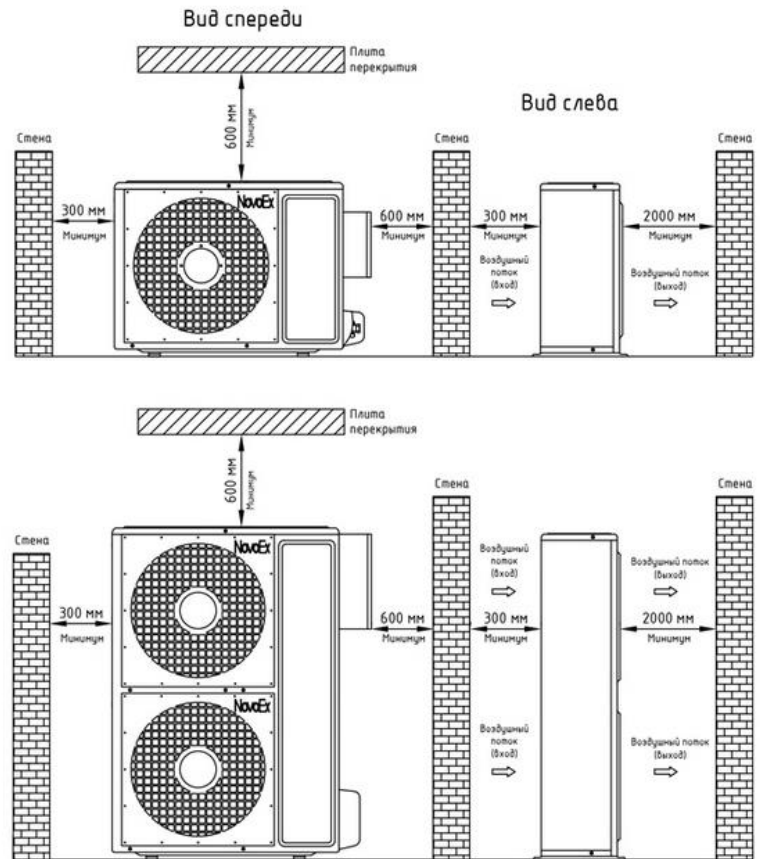 Вид спереди
Плита
перекрытия
600 мм
Минимум
Вид слева
Стена
Стена
Стена
NovaEx
300 мм
Минимум
600 мм
Минимум
300 мм
Минимум
2000 мм
Минимум
Воздушный
поток
(вход)
Воздушный поток
(выход)
Плита
перекрытия
600 мм
Минимум
Стена
Стена
Стена
NovaEx
Воздушный
поток
(вход)
Воздушный поток
(выход)
300 мм
Минимум
600 мм
Минимум
300 мм
Минимум
2000 мм
Минимум
NovaEx
Воздушный
поток
(вход)
Воздушный поток
(выход)